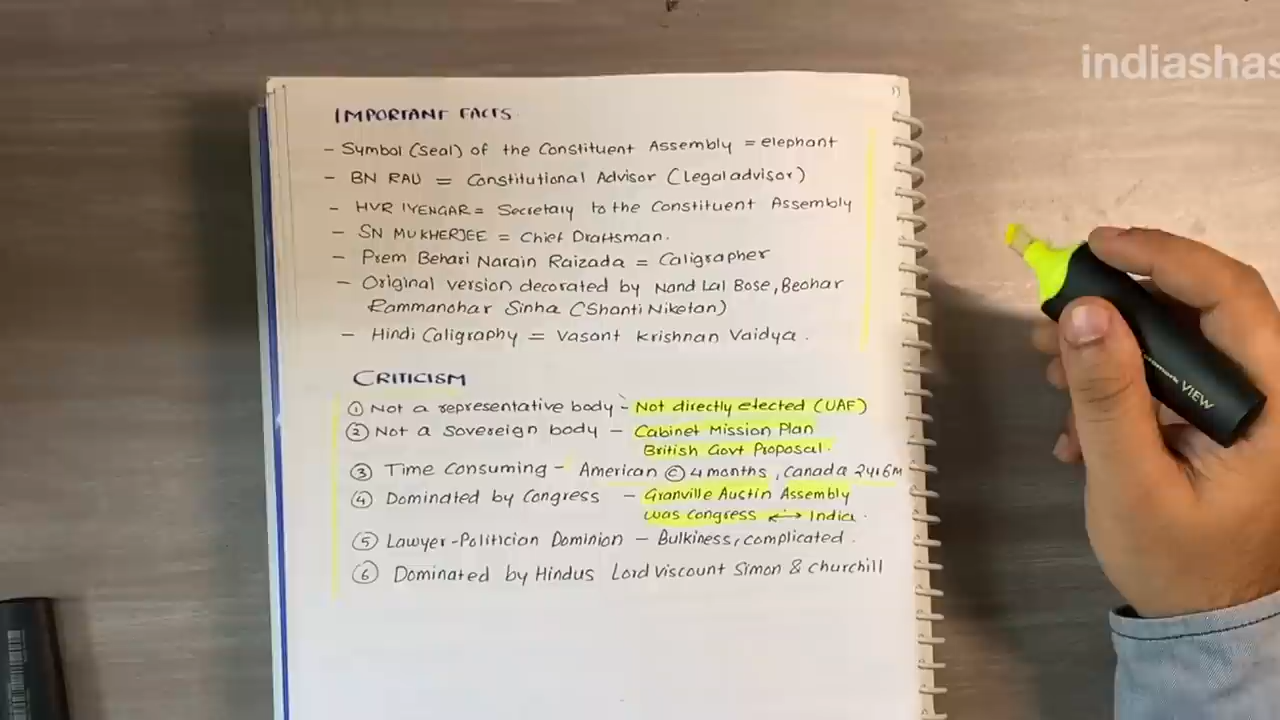 indiashas
IMPORTANT FACTS
- Symbol (Seal) of the Constituent Assembly = elephant
- BN RAU = Constitutional Advisor (Legal advisor)
- HVR IYENGAR = Secretary to the Constituent Assembly
- SN MUKHERJEE = Chief Draftsman.
- Prem Behari Narain Raizada = Caligrapher
- Original version decorated by Nand Lal Bose, Beohar
Rammanohar Sinha (Shanti Niketan)
- Hindi Caligraphy = Vasant Krishnan Vaidya.
CRITICISM
① Not a representative body - Not directly elected (UAF)
② Not a Sovereign body - Cabinet Mission Plan
British Govt Proposal.
③ Time Consuming - American © 4 months, Canada 2y16M
④ Dominated by Congress - Granville Austin Assembly
was Congress ⟷ India.
⑤ Lawyer-Politician Dominion - Bulkiness, complicated.
⑥ Dominated by Hindus Lord Viscount Simon & Churchill
VIEW